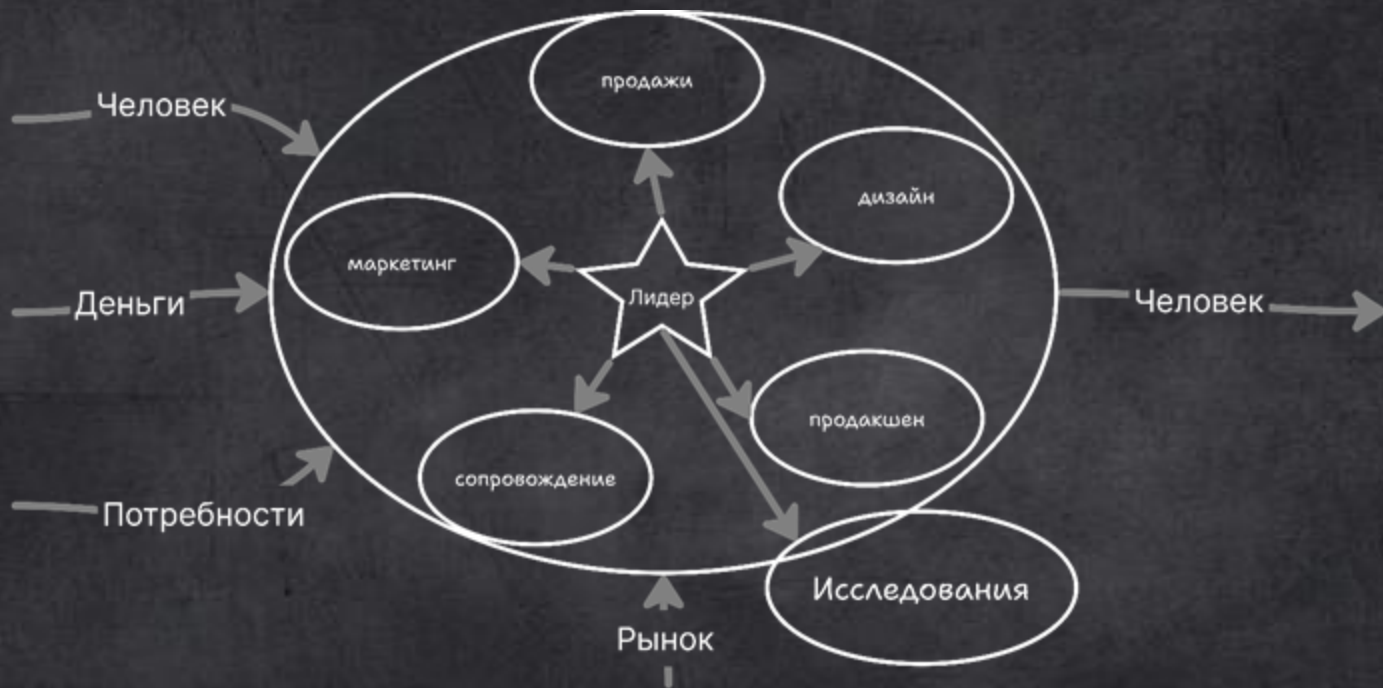 продажи
Человек
дизайн
маркетинг
Лидер
Деньги
Человек
продакшен
сопровождение
Потребности
Исследования
Рынок